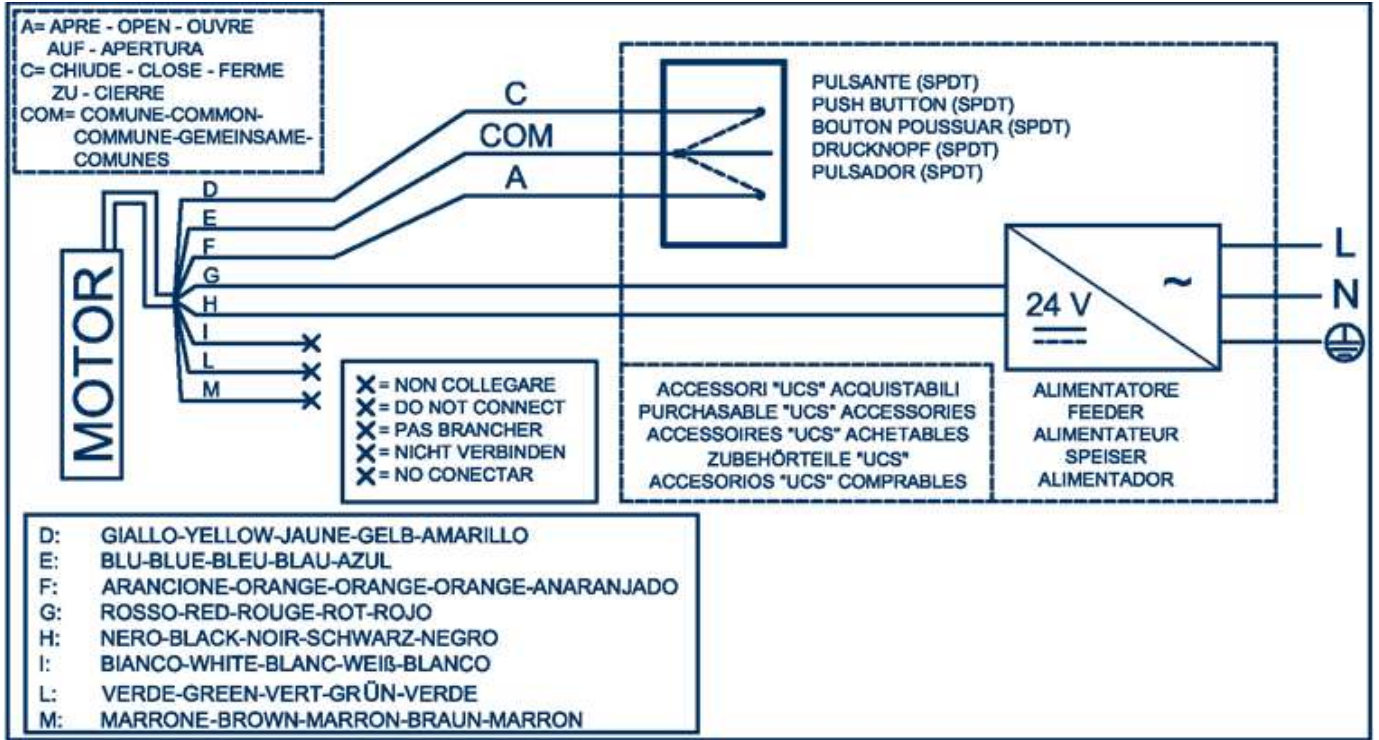 A= APRE - OPEN - OUVRE
AUF - APERTURA
C= CHIUDE - CLOSE - FERME
ZU - CIERRE
COM= COMUNE-COMMON-
COMMUNE-GEMEINSAME-
COMUNES
C
COM
A
PULSANTE (SPDT)
PUSH BUTTON (SPDT)
BOUTON POUSSUAR (SPDT)
DRUCKNOPF (SPDT)
PULSADOR (SPDT)
D
E
F
G
H
I
L
M
MOTOR
24 V
~
L
N
X = NON COLLEGARE
X = DO NOT CONNECT
X = PAS BRANCHER
X = NICHT VERBINDEN
X = NO CONECTAR
ACCESSORI "UCS" ACQUISTABILI
PURCHASABLE "UCS" ACCESSORIES
ACCESSOIRES "UCS" ACHETABLES
ZUBEHÖRTEILE "UCS"
ACCESORIOS "UCS" COMPRABLES
ALIMENTATORE
FEEDER
ALIMENTATEUR
SPEISER
ALIMENTADOR
D: GIALLO-YELLOW-JAUNE-GELB-AMARILLO
E: BLU-BLUE-BLEU-BLAU-AZUL
F: ARANCIONE-ORANGE-ORANGE-ORANGE-ANARANJADO
G: ROSSO-RED-ROUGE-ROT-ROJO
H: NERO-BLACK-NOIR-SCHWARZ-NEGRO
I: BIANCO-WHITE-BLANC-WEIß-BLANCO
L: VERDE-GREEN-VERT-GRÜN-VERDE
M: MARRONE-BROWN-MARRON-BRAUN-MARRON